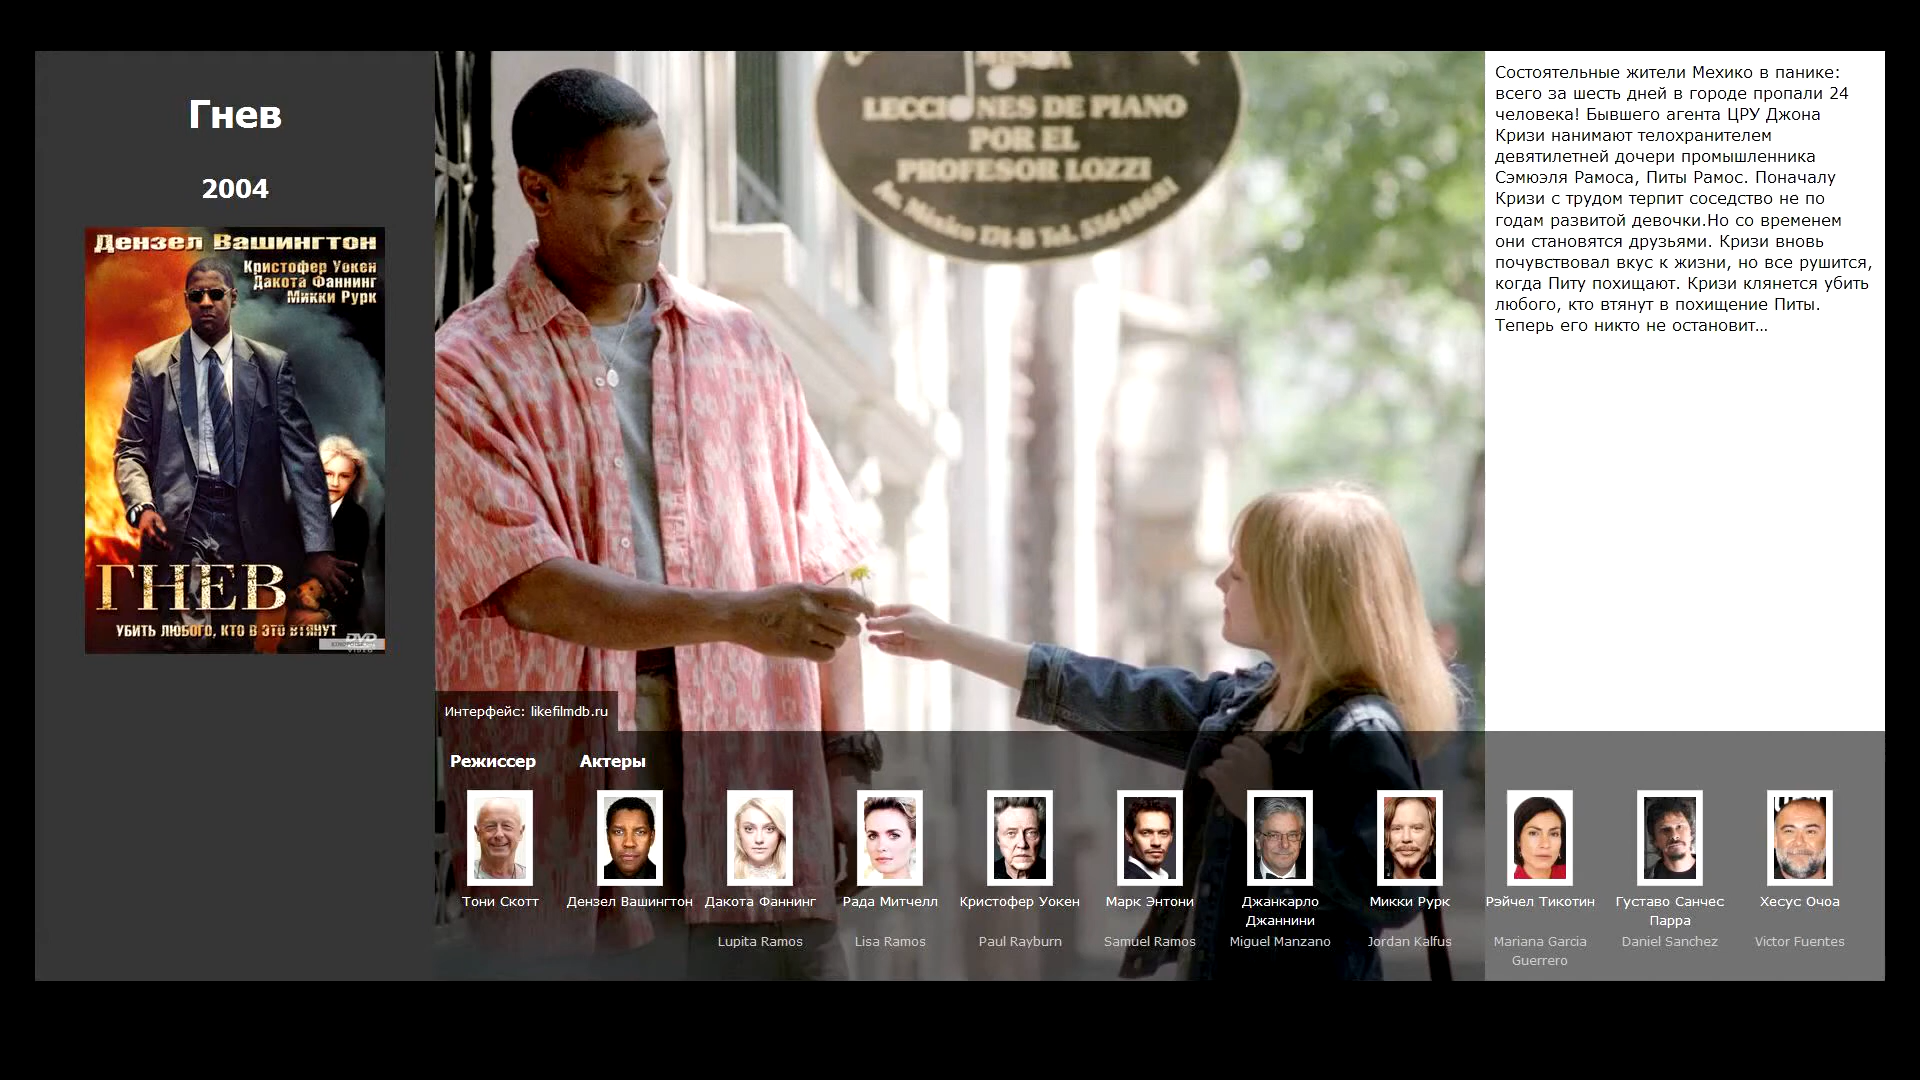 Гнев
2004
Дензел Вашингтон
Кристофер Уокен
Дакота Фаннинг
Микки Рурк
ГНЕВ
УБИТЬ ЛЮБОГО, КТО В ЭТО ВТЯНУТ
DVD
VIDEO
LECCIONES DE PIANO
POR EL
PROFESOR LOZZI
Av. México 171-B Tel. 55648681
Состоятельные жители Мехико в панике:
всего за шесть дней в городе пропали 24
человека! Бывшего агента ЦРУ Джона
Кризи нанимают телохранителем
девятилетней дочери промышленника
Сэмюэля Рамоса, Питы Рамос. Поначалу
Кризи с трудом терпит соседство не по
годам развитой девочки.Но со временем
они становятся друзьями. Кризи вновь
почувствовал вкус к жизни, но все рушится,
когда Питу похищают. Кризи клянется убить
любого, кто втянут в похищение Питы.
Теперь его никто не остановит…
Интерфейс: likefilmdb.ru
Режиссер
Актеры
Тони Скотт
Дензел Вашингтон
Дакота Фаннинг
Lupita Ramos
Рада Митчелл
Lisa Ramos
Кристофер Уокен
Paul Rayburn
Марк Энтони
Samuel Ramos
Джанкарло
Джаннини
Miguel Manzano
Микки Рурк
Jordan Kalfus
Рэйчел Тикотин
Mariana Garcia
Guerrero
Густаво Санчес
Парра
Daniel Sanchez
Хесус Очоа
Victor Fuentes